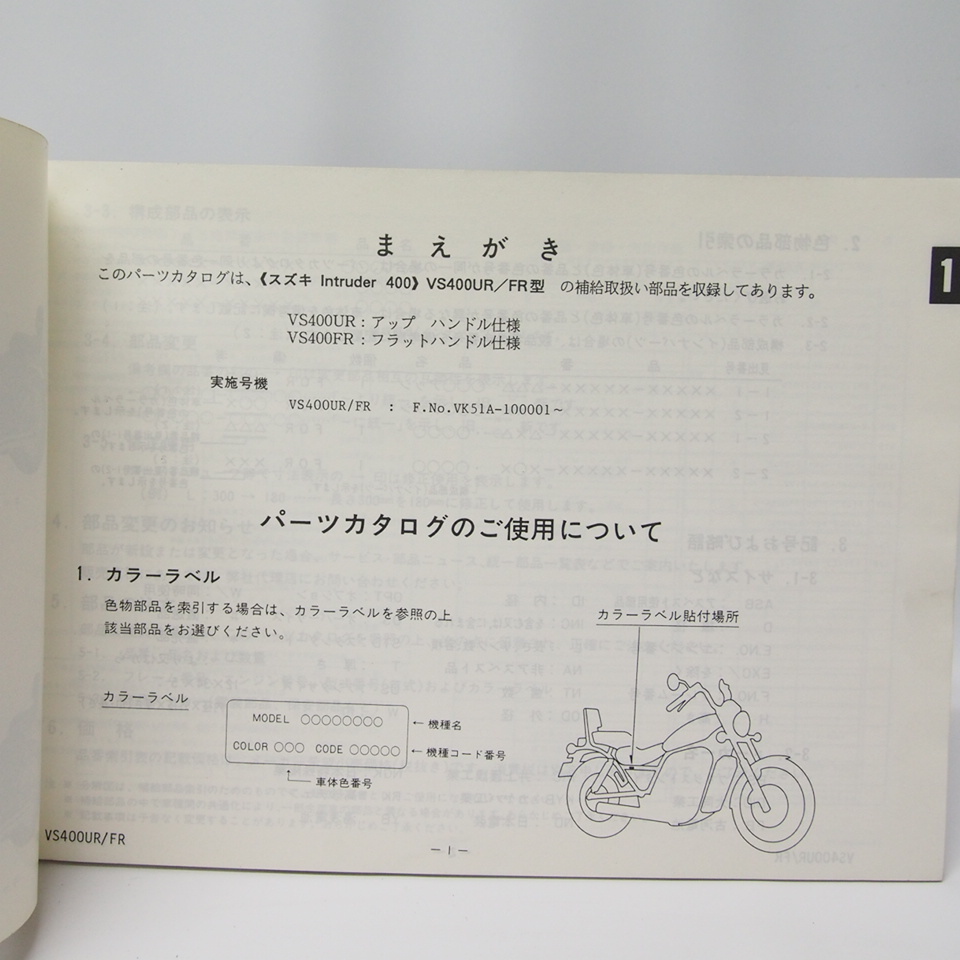 まえがき
このパーツカタログは、《スズキ Intruder 400》VS400UR／FR型 の補給取扱い部品を収録してあります。
1
VS400UR：アップ ハンドル仕様
VS400FR：フラットハンドル仕様
実施号機
VS400UR/FR : F.No.VK51A-100001～
パーツカタログのご使用について
1. カラーラベル
色物部品を索引する場合は、カラーラベルを参照の上
該当部品をお選びください。
カラーラベル貼付場所
カラーラベル
MODEL ○○○○○○○○
←機種名
COLOR ○○○ CODE ○○○○○
←機種コード番号
車体色番号
VS400UR/FR
－1－